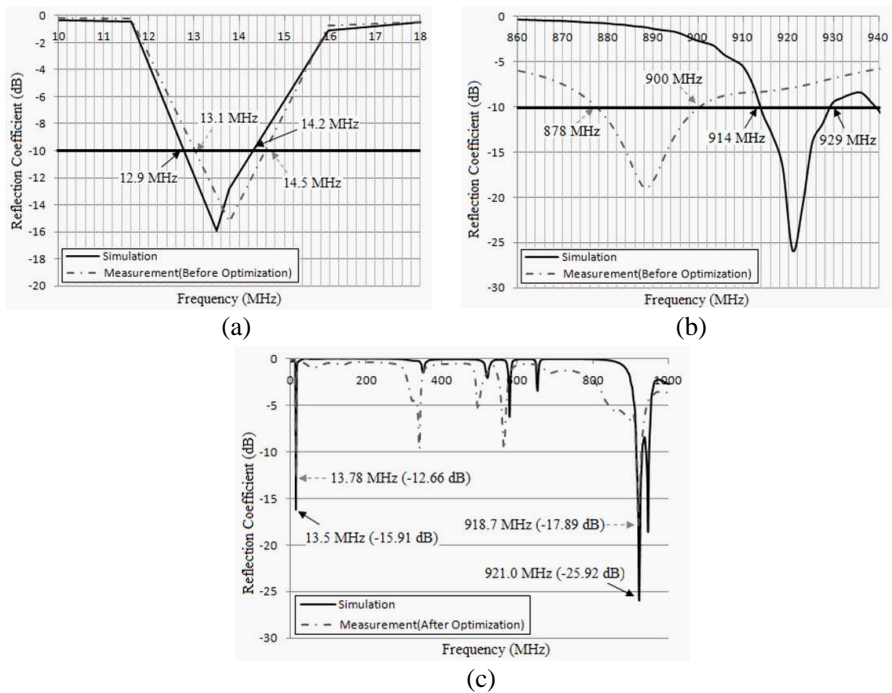 0
10 11 12 13 14 15 16 17 18
-2
-4
-6
-8
-10
-12
-14
-16
-18
-20
Reflection Coefficient (dB)
13.1 MHz
14.2 MHz
12.9 MHz
14.5 MHz
Simulation
Measurement(Before Optimization)
Frequency (MHz)
(a)
0
860 870 880 890 900 910 920 930 940
-5
-10
-15
-20
-25
-30
Reflection Coefficient (dB)
900 MHz
878 MHz
914 MHz
929 MHz
Simulation
Measurement(Before Optimization)
Frequency (MHz)
(b)
0
0 200 400 600 800 1000
-5
-10
-15
-20
-25
-30
Reflection Coefficient (dB)
13.78 MHz (-12.66 dB)
13.5 MHz (-15.91 dB)
918.7 MHz (-17.89 dB)
921.0 MHz (-25.92 dB)
Simulation
Measurement(After Optimization)
Frequency (MHz)
(c)